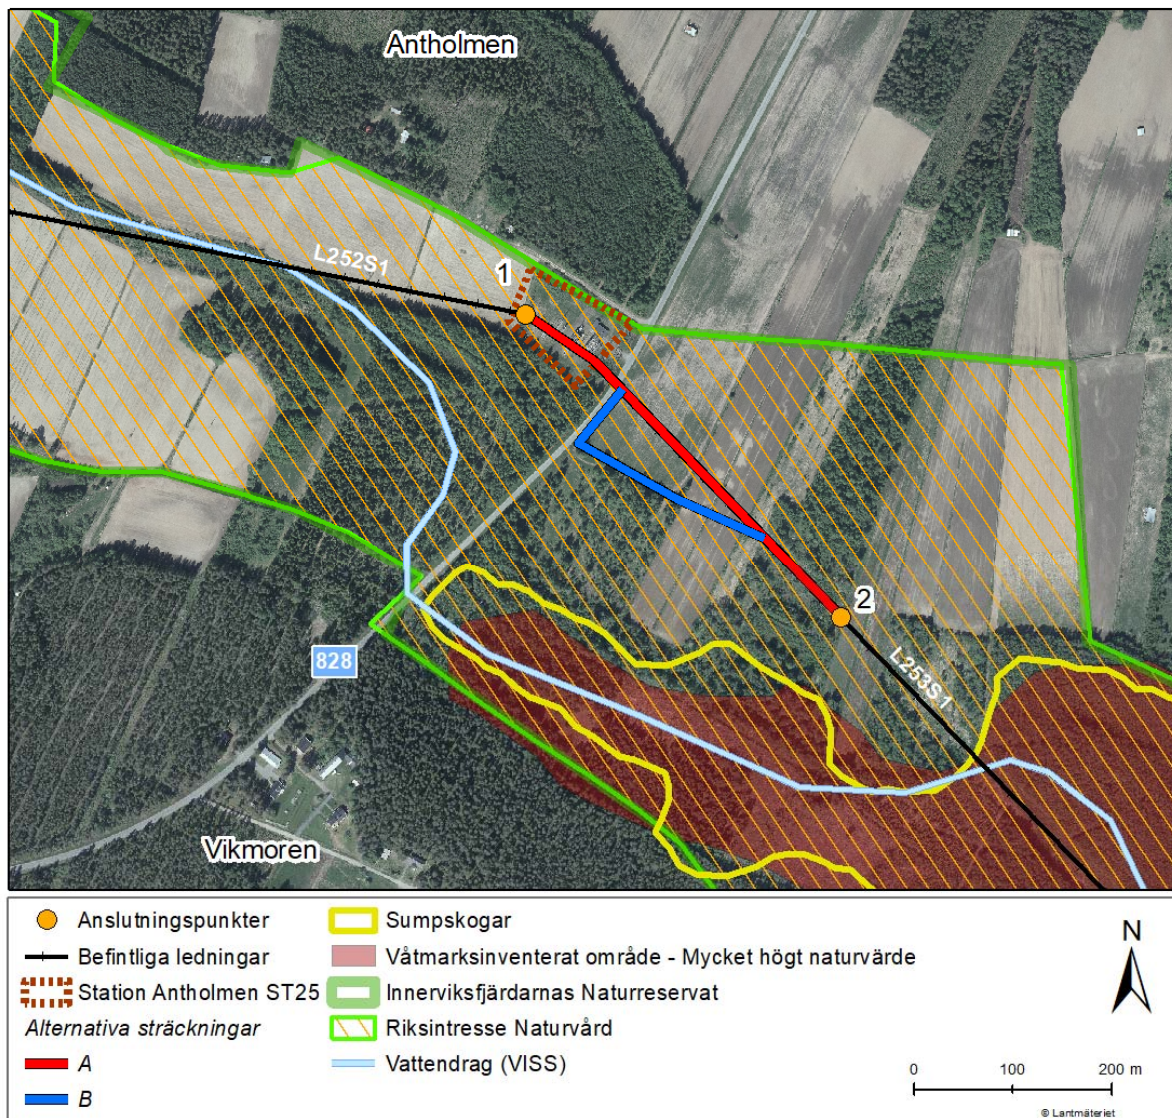 Antholmen
L252S1
1
2
L253S1
828
Vikmoren
Anslutningspunkter
Befintliga ledningar
Station Antholmen ST25
Alternativa sträckningar
A
B
Sumpskogar
Våtmarksinventerat område - Mycket högt naturvärde
Innerviksfjärdarnas Naturreservat
Riksintresse Naturvård
Vattendrag (VISS)
N
0 100 200 m
© Lantmäteriet